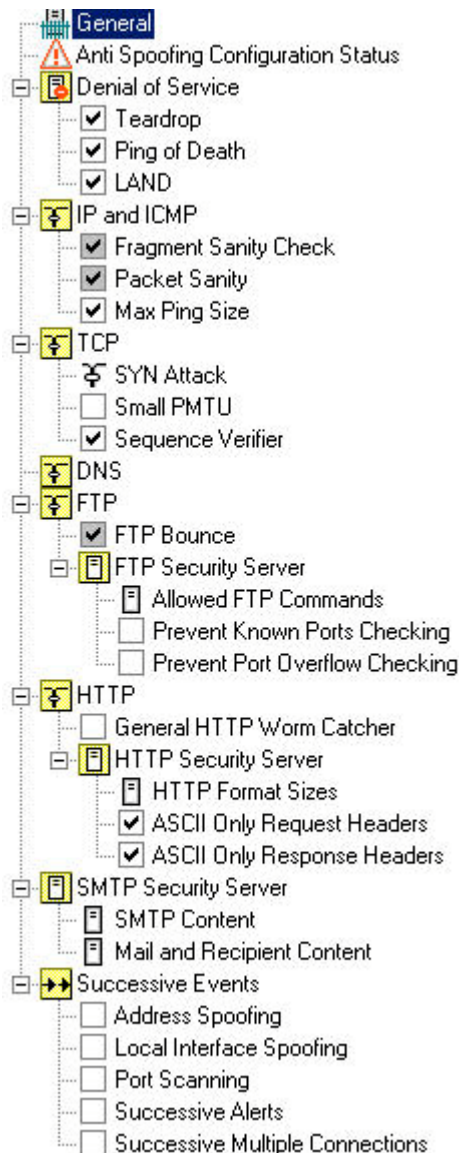 General
Anti Spoofing Configuration Status
Denial of Service
Teardrop
Ping of Death
LAND
IP and ICMP
Fragment Sanity Check
Packet Sanity
Max Ping Size
TCP
SYN Attack
Small PMTU
Sequence Verifier
DNS
FTP
FTP Bounce
FTP Security Server
Allowed FTP Commands
Prevent Known Ports Checking
Prevent Port Overflow Checking
HTTP
General HTTP Worm Catcher
HTTP Security Server
HTTP Format Sizes
ASCII Only Request Headers
ASCII Only Response Headers
SMTP Security Server
SMTP Content
Mail and Recipient Content
Successive Events
Address Spoofing
Local Interface Spoofing
Port Scanning
Successive Alerts
Successive Multiple Connections